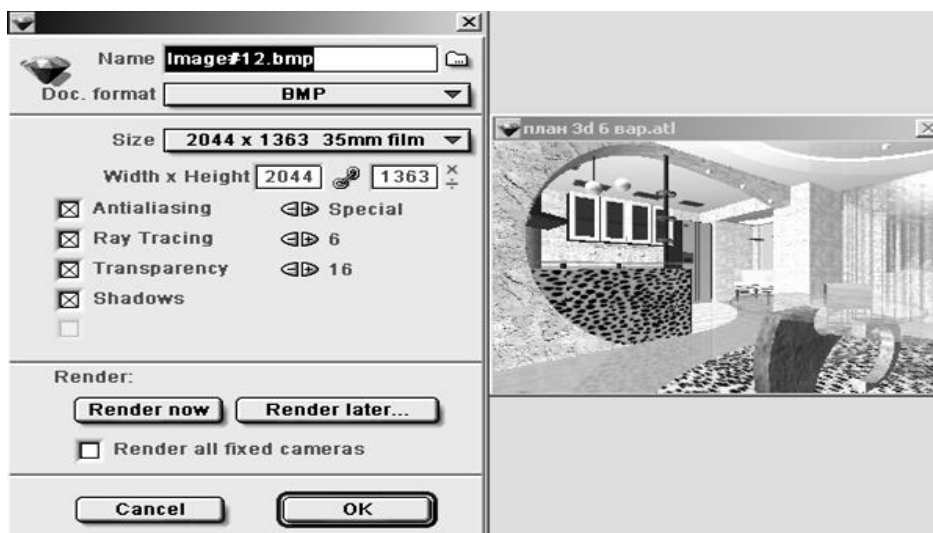 Name Image#12.bmp
Doc. format BMP
Size 2044 x 1363 35mm film
Width x Height 2044 1363
Antialiasing Special
Ray Tracing 6
Transparency 16
Shadows
Render:
Render now Render later...
Render all fixed cameras
Cancel OK
план 3d 6 вар.atl